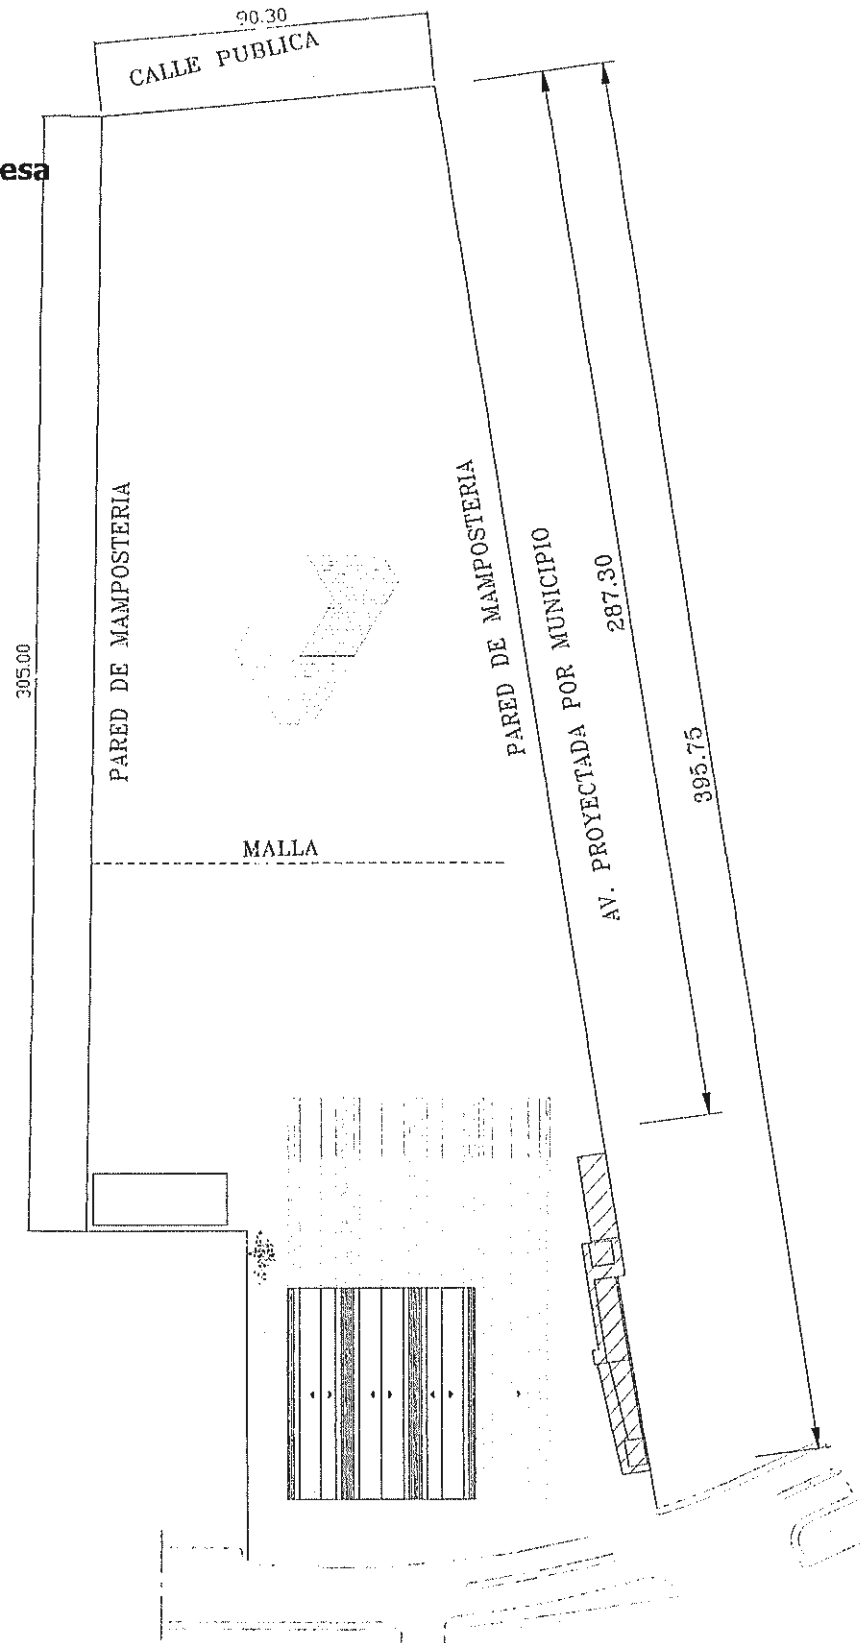 90.30
CALLE PUBLICA
esa
305.00
PARED DE MAMPOSTERIA
PARED DE MAMPOSTERIA
AV. PROYECTADA POR MUNICIPIO
287.30
395.75
MALLA